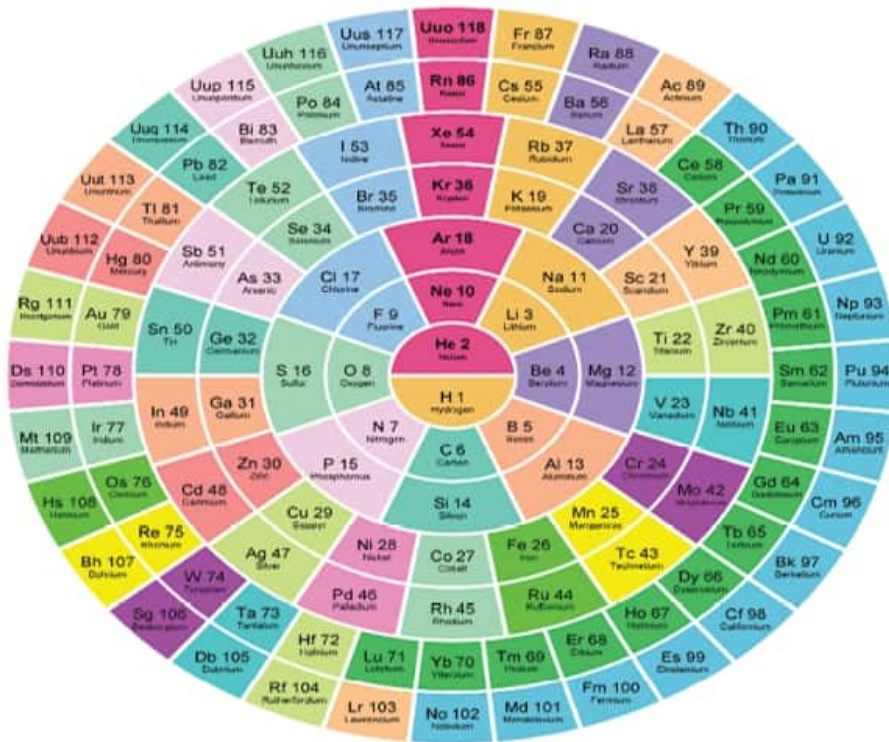 He 2
Helium
H 1
Hydrogen
Ne 10
Neon
Li 3
Lithium
Be 4
B 5
Boron
C 6
Carbon
N 7
Nitrogen
O 8
Oxygen
F 9
Fluorine
Ar 18
Argon
Na 11
Sodium
Mg 12
Magnesium
Al 13
Aluminum
Si 14
Silicon
P 15
Phosphorus
S 16
Sulfur
Cl 17
Chlorine
Kr 36
Krypton
K 19
Potassium
Ca 20
Calcium
Sc 21
Scandium
Ti 22
Titanium
V 23
Vanadium
Cr 24
Chromium
Mn 25
Fe 26
Iron
Co 27
Cobalt
Ni 28
Nickel
Cu 29
Zn 30
Zinc
Ga 31
Gallium
Ge 32
Germanium
As 33
Arsenic
Se 34
Selenium
Br 35
Bromine
Xe 54
Xenon
Rb 37
Rubidium
Sr 38
Strontium
Y 39
Yttrium
Zr 40
Nb 41
Niobium
Mo 42
Tc 43
Technetium
Ru 44
Rh 45
Rhodium
Pd 46
Palladium
Ag 47
Silver
Cd 48
In 49
Indium
Sn 50
Tin
Sb 51
Antimony
Te 52
I 53
Iodine
Rn 86
Radon
Cs 55
Cesium
Ba 56
Barium
La 57
Ce 58
Pr 59
Nd 60
Pm 61
Sm 62
Eu 63
Gd 64
Tb 65
Dy 66
Ho 67
Er 68
Tm 69
Yb 70
Lu 71
Hf 72
Ta 73
W 74
Re 75
Os 76
Ir 77
Iridium
Pt 78
Platinum
Au 79
Gold
Hg 80
Mercury
Tl 81
Thallium
Pb 82
Lead
Bi 83
Bismuth
Po 84
Polonium
At 85
Astatine
Uuo 118
Fr 87
Francium
Ra 88
Radium
Ac 89
Actinium
Th 90
Thorium
Pa 91
U 92
Uranium
Np 93
Neptunium
Pu 94
Plutonium
Am 95
Cm 96
Bk 97
Cf 98
Es 99
Fm 100
Fermium
Md 101
No 102
Lr 103
Rf 104
Db 105
Sg 106
Bh 107
Hs 108
Mt 109
Ds 110
Rg 111
Uub 112
Uut 113
Uuq 114
Uup 115
Uuh 116
Uus 117